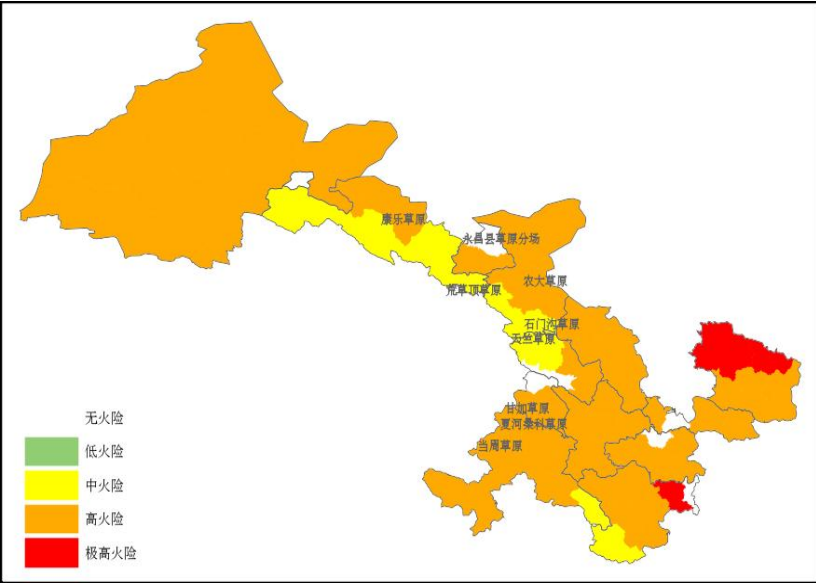 康乐草原
永昌县草原分场
农大草原
荒草顶草原
石门沟草原
天竺草原
甘加草原
夏河桑科草原
当周草原
无火险
低火险
中火险
高火险
极高火险